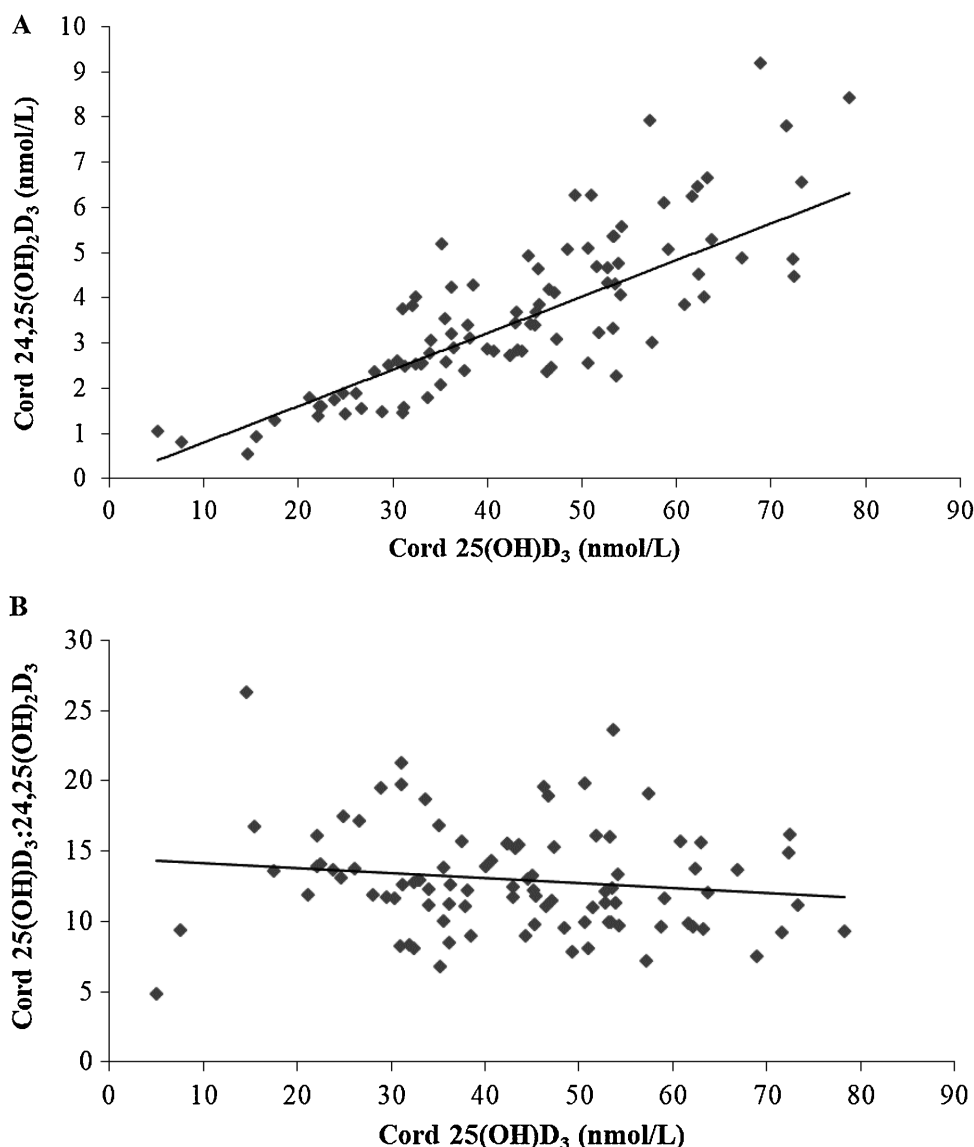 A
10
9
8
7
6
5
4
3
2
1
0
0 10 20 30 40 50 60 70 80 90
Cord 24,25(OH)₂D₃ (nmol/L)
Cord 25(OH)D₃ (nmol/L)
B
30
25
20
15
10
5
0
0 10 20 30 40 50 60 70 80 90
Cord 25(OH)D₃:24,25(OH)₂D₃
Cord 25(OH)D₃ (nmol/L)